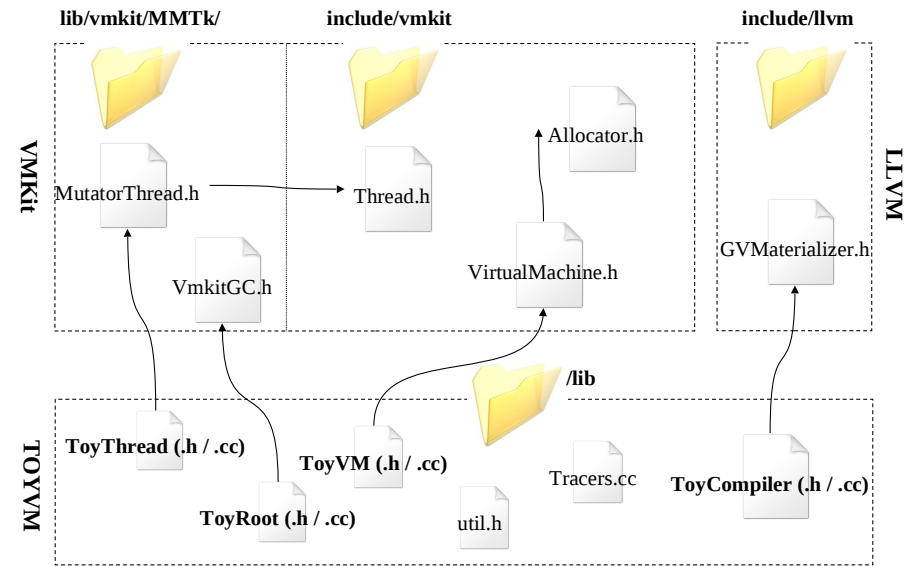 lib/vmkit/MMTk/
include/vmkit
include/llvm
VMKit
MutatorThread.h
VmkitGC.h
Thread.h
Allocator.h
VirtualMachine.h
GVMaterializer.h
LLVM
/lib
TOYVM
ToyThread (.h / .cc)
ToyRoot (.h / .cc)
ToyVM (.h / .cc)
util.h
Tracers.cc
ToyCompiler (.h / .cc)